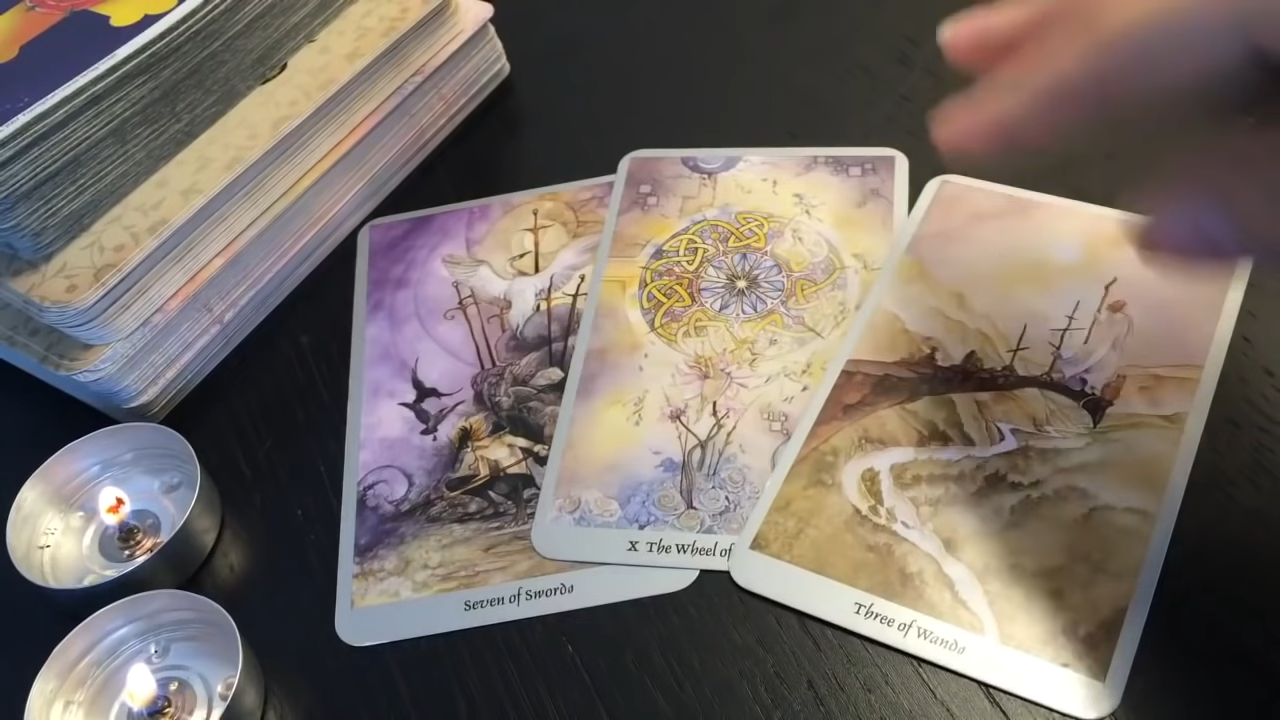 Seven of Swords
X The Wheel of
Three of Wands